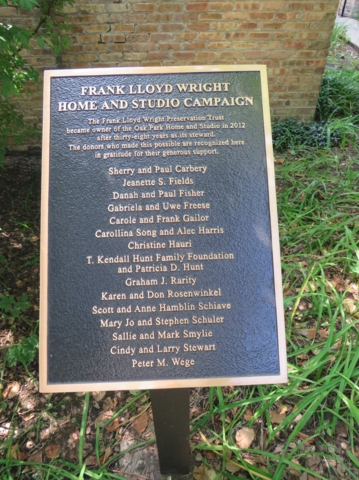 FRANK LLOYD WRIGHT
HOME AND STUDIO CAMPAIGN
The Frank Lloyd Wright Preservation Trust
became owner of the Oak Park Home and Studio in 2012
after thirty-eight years as its steward.
The donors who made this possible are recognized here
in gratitude for their generous support.
Sherry and Paul Carbery
Jeanette S. Fields
Danah and Paul Fisher
Gabriela and Uwe Freese
Carole and Frank Gailor
Carollina Song and Alec Harris
Christine Hauri
T. Kendall Hunt Family Foundation
and Patricia D. Hunt
Graham J. Rarity
Karen and Don Rosenwinkel
Scott and Anne Hamblin Schiave
Mary Jo and Stephen Schuler
Sallie and Mark Smylie
Cindy and Larry Stewart
Peter M. Wege